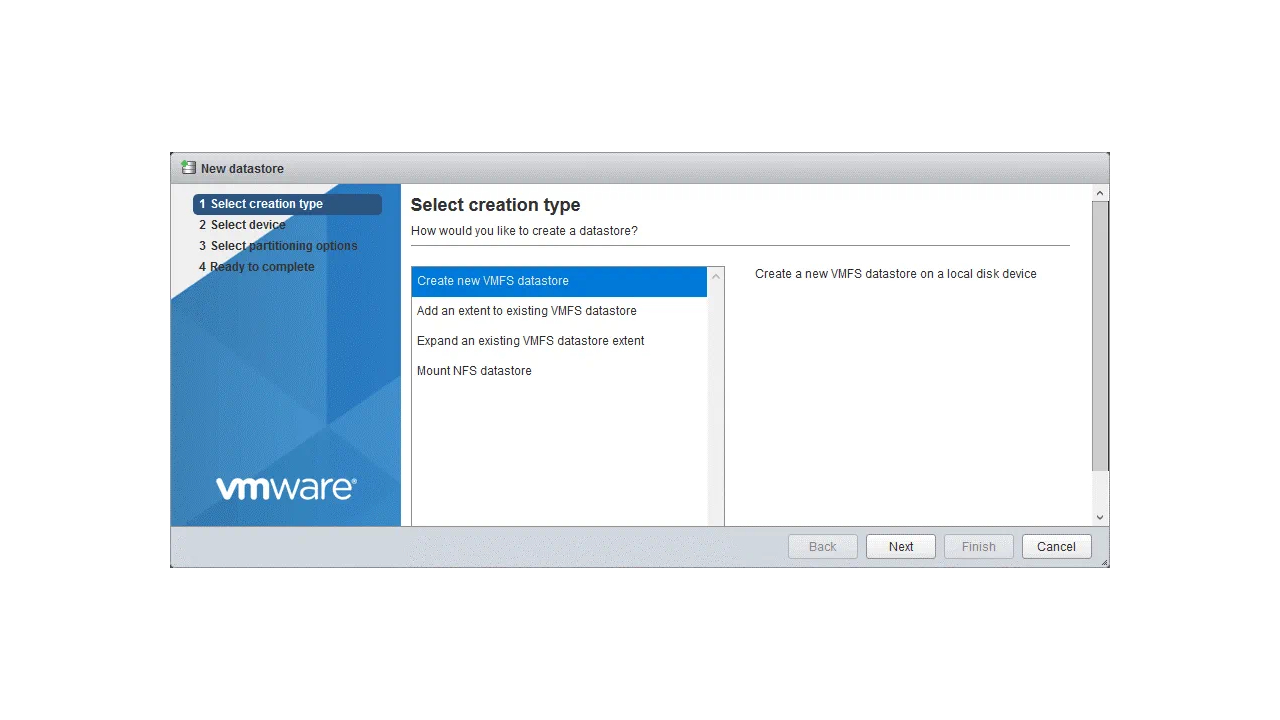 New datastore
1 Select creation type
2 Select device
3 Select partitioning options
4 Ready to complete
vmware®
Select creation type
How would you like to create a datastore?
Create new VMFS datastore
Add an extent to existing VMFS datastore
Expand an existing VMFS datastore extent
Mount NFS datastore
Create a new VMFS datastore on a local disk device
Back Next Finish Cancel